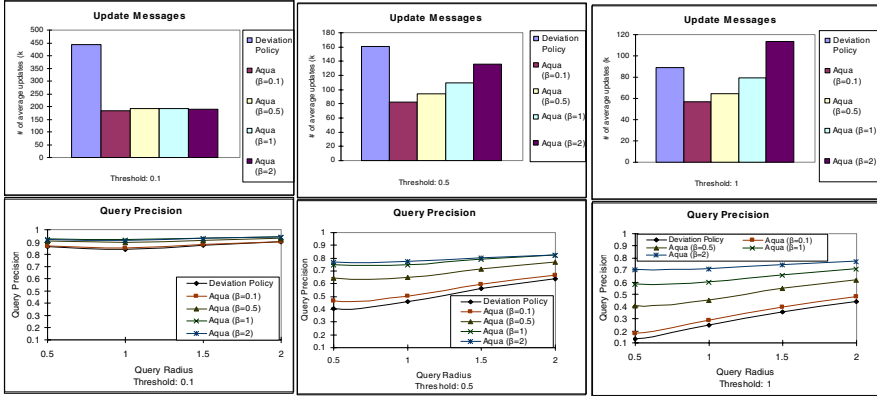 Update Messages
# of average updates (k
500
450
400
350
300
250
200
150
100
50
0
Threshold: 0.1
Deviation
Policy
Aqua
(β=0.1)
Aqua
(β=0.5)
Aqua
(β=1)
Aqua
(β=2)
Update Messages
# of average updates (k
180
160
140
120
100
80
60
40
20
0
Threshold: 0.5
Deviation
Policy
Aqua
(β=0.1)
Aqua
(β=0.5)
Aqua (β=1)
Aqua (β=2)
Update Messages
# of average updates (k
120
100
80
60
40
20
0
Threshold: 1
Deviation
Policy
Aqua
(β=0.1)
Aqua
(β=0.5)
Aqua (β=1)
Aqua (β=2)
Query Precision
Query Precision
1
0.9
0.8
0.7
0.6
0.5
0.4
0.3
0.2
0.1
Deviation Policy
Aqua (β=0.1)
Aqua (β=0.5)
Aqua (β=1)
Aqua (β=2)
0.5 1 1.5 2
Query Radius
Threshold: 0.1
Query Precision
Query Precision
1
0.9
0.8
0.7
0.6
0.5
0.4
0.3
0.2
0.1
Deviation Policy
Aqua (β=0.1)
Aqua (β=0.5)
Aqua (β=1)
Aqua (β=2)
0.5 1 1.5 2
Query Radius
Threshold: 0.5
Query Precision
Query Precision
1
0.9
0.8
0.7
0.6
0.5
0.4
0.3
0.2
0.1
Deviation Policy Aqua (β=0.1)
Aqua (β=0.5) Aqua (β=1)
Aqua (β=2)
0.5 1 1.5 2
Query Radius
Threshold: 1